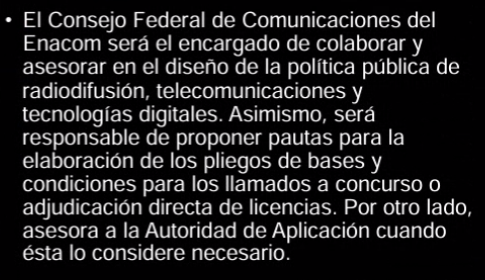 • El Consejo Federal de Comunicaciones del
Enacom será el encargado de colaborar y
asesorar en el diseño de la política pública de
radiodifusión, telecomunicaciones y
tecnologías digitales. Asimismo, será
responsable de proponer pautas para la
elaboración de los pliegos de bases y
condiciones para los llamados a concurso o
adjudicación directa de licencias. Por otro lado,
asesora a la Autoridad de Aplicación cuando
ésta lo considere necesario.